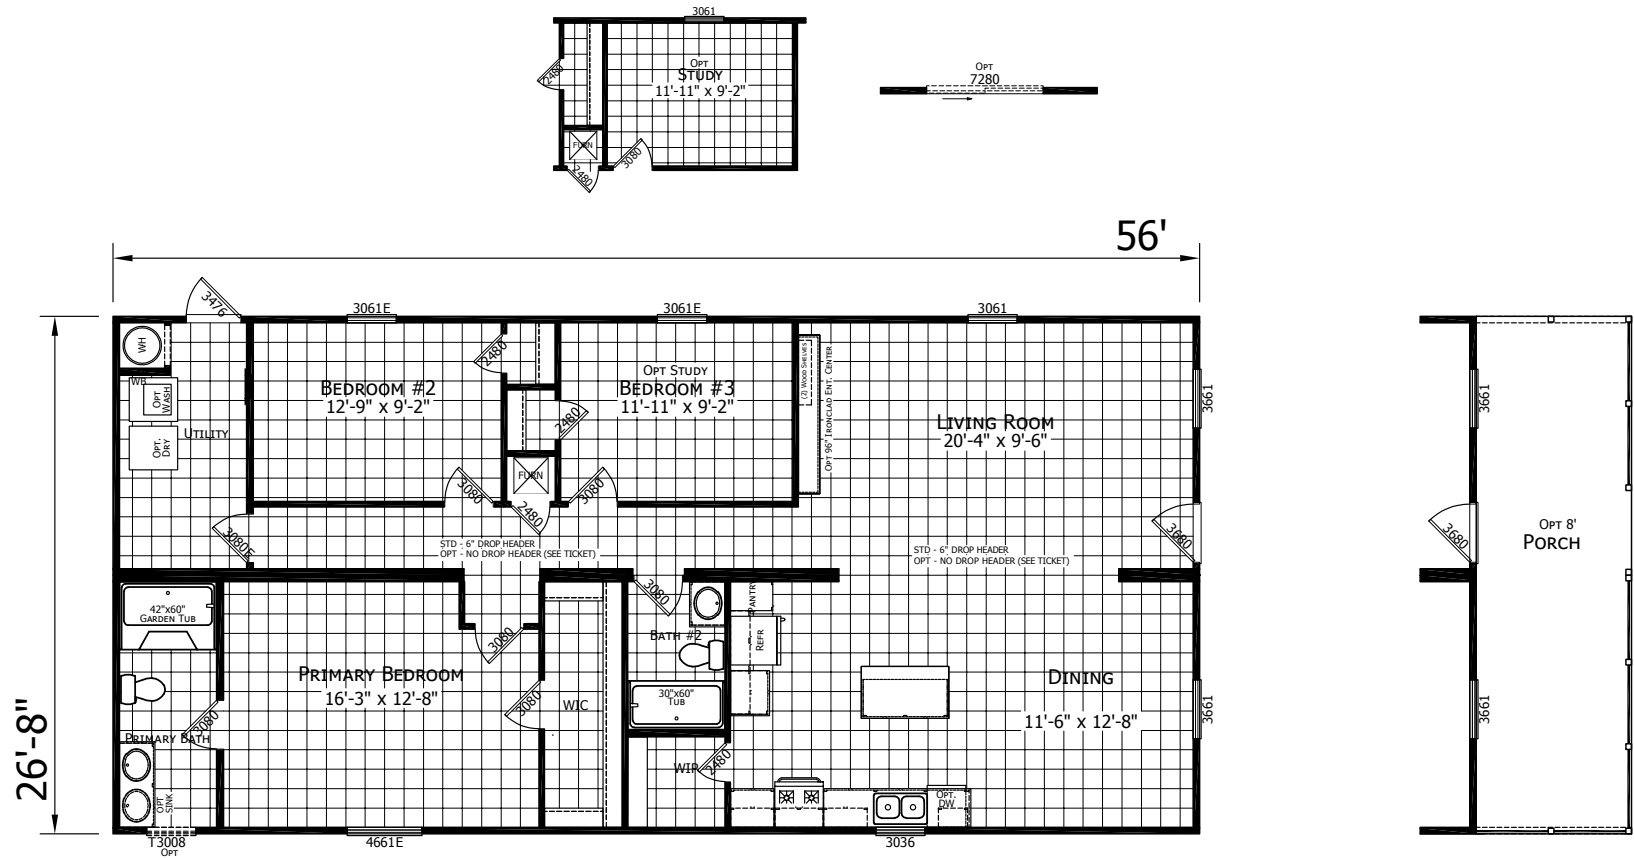 3061
OPT
STUDY
11'-11" x 9'-2"
2480
FURN
2480
3080
OPT
7280
56'
26'-8"
3476
3061E
3061E
3061
WH
WB
OPT
WASH
OPT.
DRY
UTILITY
BEDROOM #2
12'-9" x 9'-2"
2480
2480
OPT STUDY
BEDROOM #3
11'-11" x 9'-2"
(2) WOOD SHELVES
OPT 96" IRONCLAD ENT. CENTER
LIVING ROOM
20'-4" x 9'-6"
3661
FURN
3080
2480
3080
3080E
STD - 6" DROP HEADER
OPT - NO DROP HEADER (SEE TICKET)
STD - 6" DROP HEADER
OPT - NO DROP HEADER (SEE TICKET)
3680
42"x60"
GARDEN TUB
3080
PRIMARY BEDROOM
16'-3" x 12'-8"
3080
3080
PRIMARY BATH
OPT
SINK
WIC
3080
BATH #2
30"x60"
TUB
WIP
2480
PANTRY
REFR
DINING
11'-6" x 12'-8"
3661
OPT.
DW
T3008
OPT
4661E
3036
3661
3680
OPT 8'
PORCH
3661